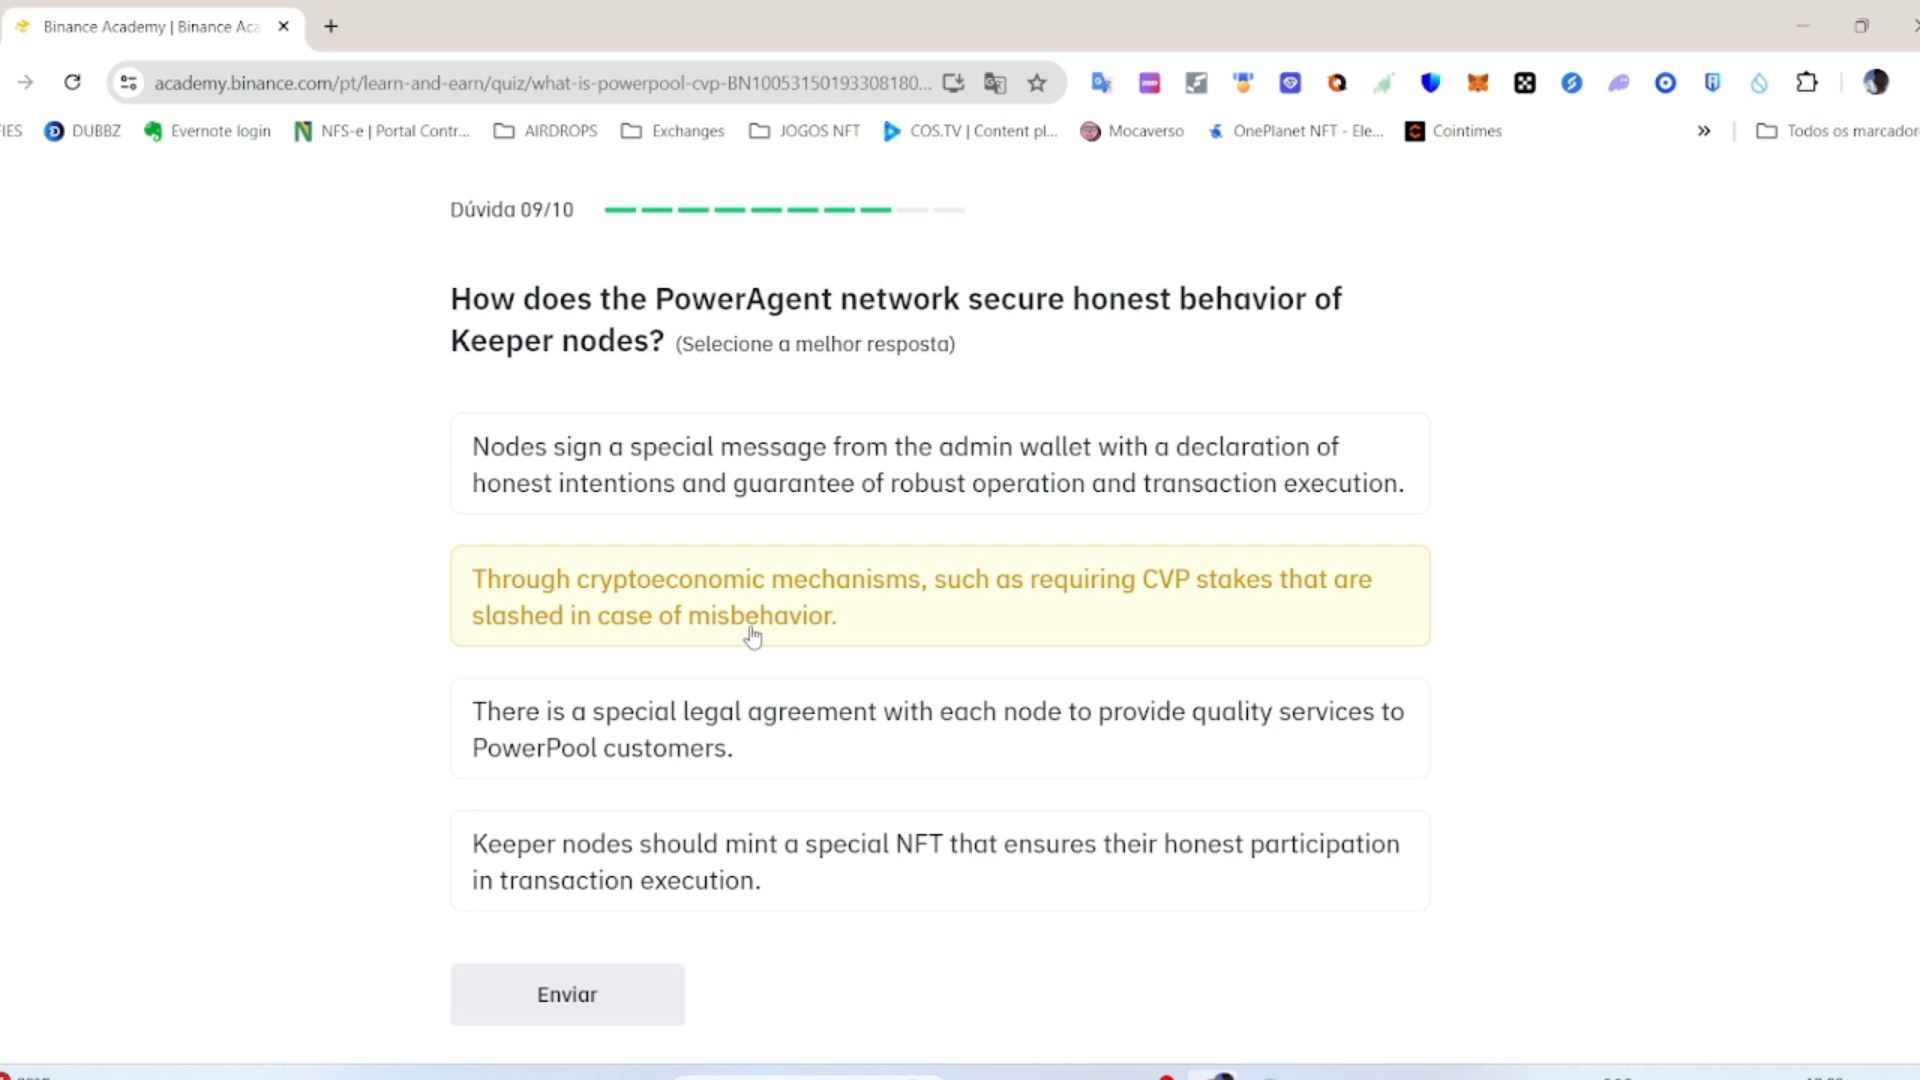 Binance Academy | Binance Aca
academy.binance.com/pt/learn-and-earn/quiz/what-is-powerpool-cvp-BN10053150193308180...
DUBBZ
Evernote login
NFS-e | Portal Contr...
AIRDROPS
Exchanges
JOGOS NFT
COS.TV | Content pl...
Mocaverso
OnePlanet NFT - Ele...
Cointimes
»
Todos os marcador
Dúvida 09/10
How does the PowerAgent network secure honest behavior of
Keeper nodes? (Selecione a melhor resposta)
Nodes sign a special message from the admin wallet with a declaration of
honest intentions and guarantee of robust operation and transaction execution.
Through cryptoeconomic mechanisms, such as requiring CVP stakes that are
slashed in case of misbehavior.
There is a special legal agreement with each node to provide quality services to
PowerPool customers.
Keeper nodes should mint a special NFT that ensures their honest participation
in transaction execution.
Enviar